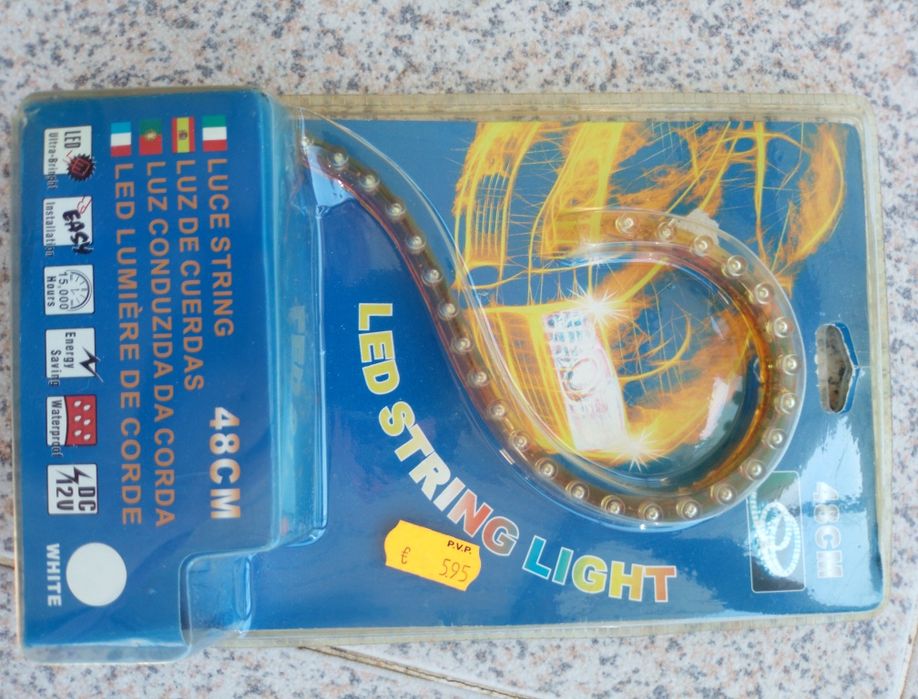 48CM
LED STRING LIGHT
P.V.P.
€ 5.95
48CM
LUCE STRING
LUZ DE CUERDAS
LUZ CONDUZIDA DA CORDA
LED LUMIÈRE DE CORDE
LED
Ultra-Bright
EASY
Installation
15.000
Hours
Energy
Saving
Waterproof
DC
12V
WHITE